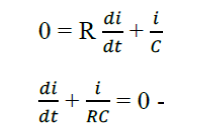 0 = R di/dt + i/C
di/dt + i/RC = 0 -